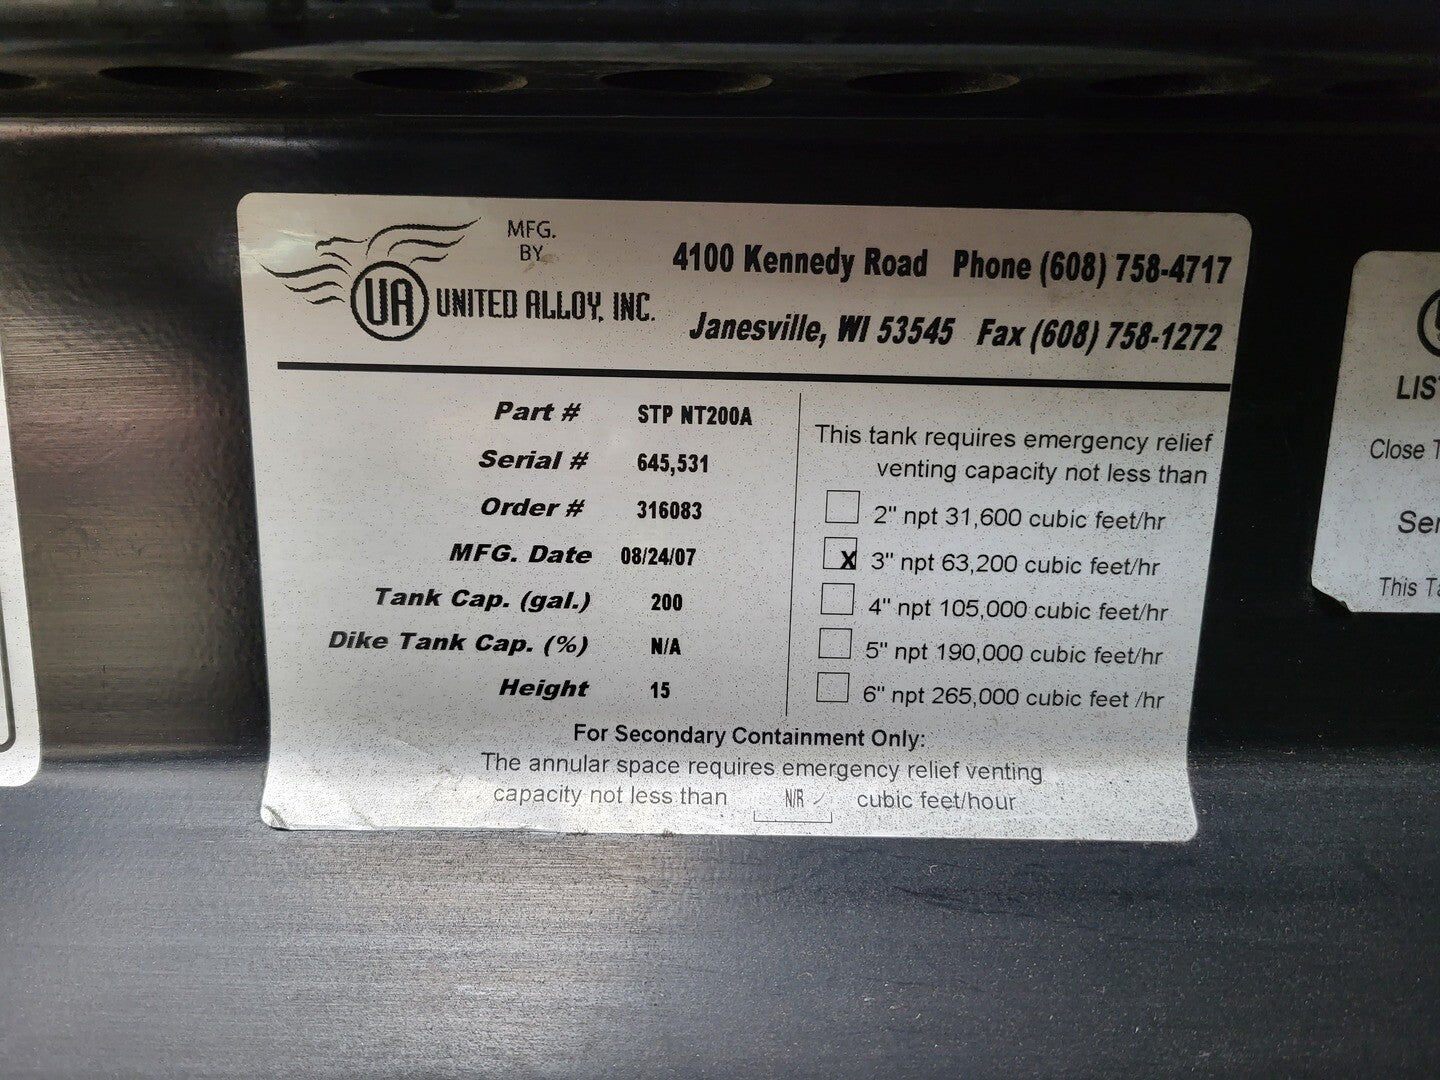 MFG.
BY
UA UNITED ALLOY, INC.
4100 Kennedy Road Phone (608) 758-4717
Janesville, WI 53545 Fax (608) 758-1272
Part # STP NT200A
Serial # 645,531
Order # 316083
MFG. Date 08/24/07
Tank Cap. (gal.) 200
Dike Tank Cap. (%) N/A
Height 15
This tank requires emergency relief
venting capacity not less than
2" npt 31,600 cubic feet/hr
X 3" npt 63,200 cubic feet/hr
4" npt 105,000 cubic feet/hr
5" npt 190,000 cubic feet/hr
6" npt 265,000 cubic feet /hr
For Secondary Containment Only:
The annular space requires emergency relief venting
capacity not less than N/R cubic feet/hour
Close
This